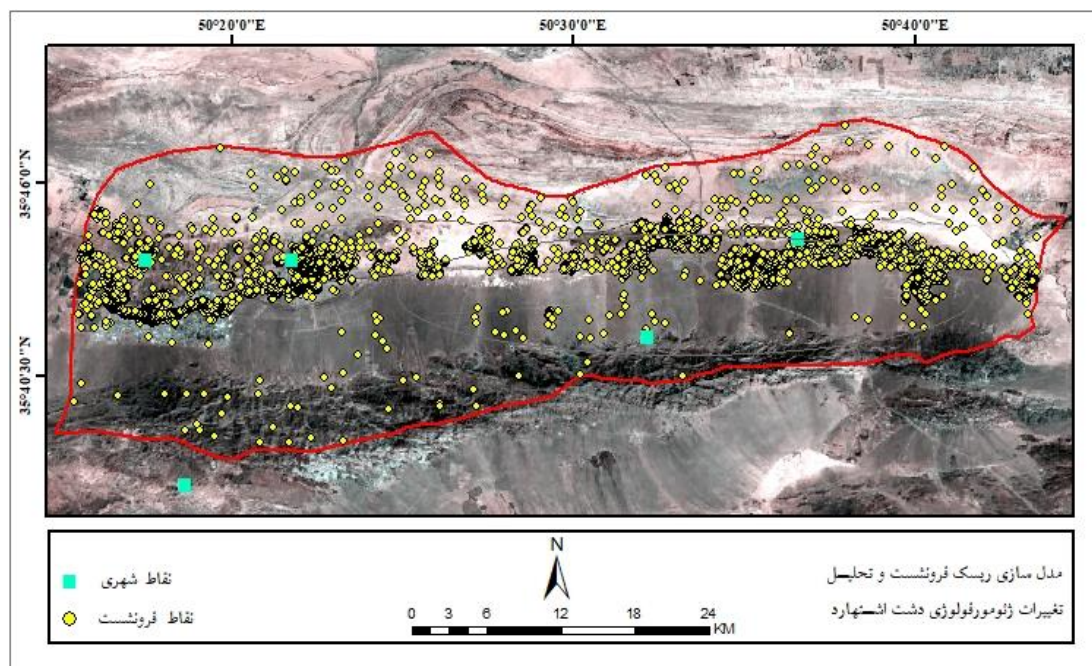 50°20'0"E
50°30'0"E
50°40'0"E
35°46'0"N
35°40'30"N
نقاط شهری
نقاط فرونشست
N
0 3 6 12 18 24
KM
مدل سازی ریسک فرونشست و تحلیل
تغییرات ژئومورفولوژی دشت اشتهارد